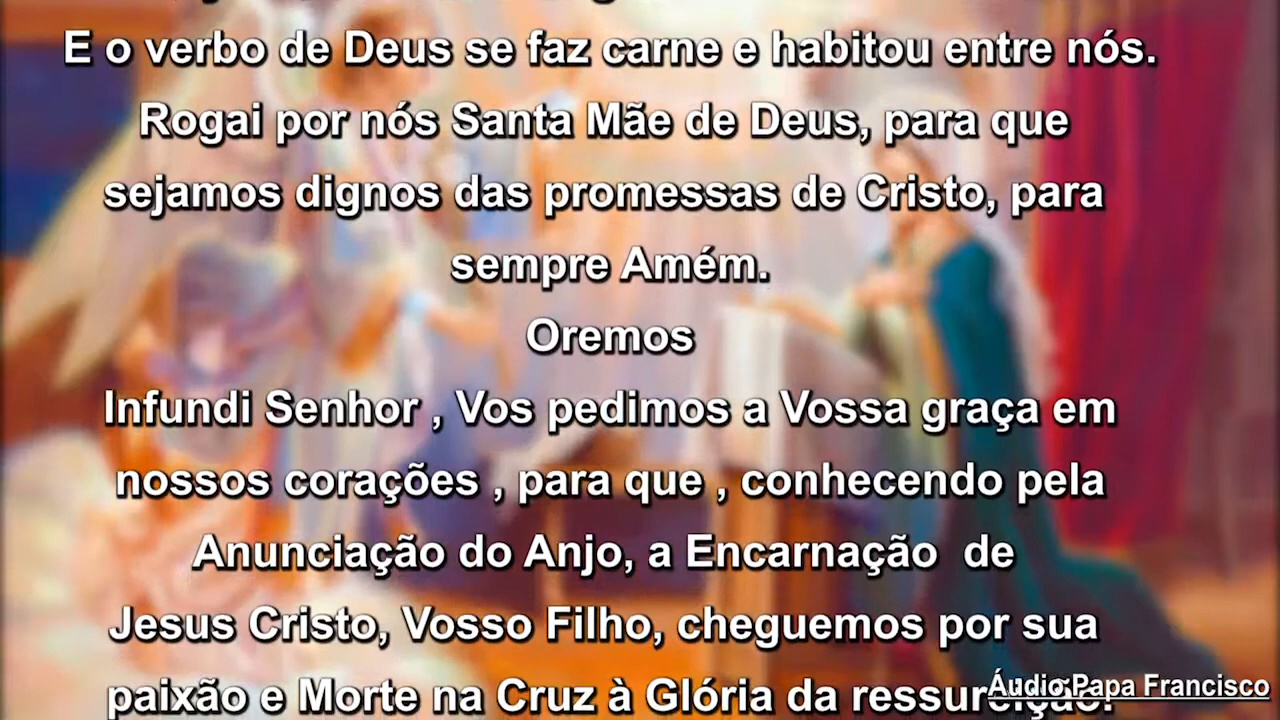 E o verbo de Deus se faz carne e habitou entre nós.
Rogai por nós Santa Mãe de Deus, para que
sejamos dignos das promessas de Cristo, para
sempre Amém.
Oremos
Infundi Senhor , Vos pedimos a Vossa graça em
nossos corações , para que , conhecendo pela
Anunciação do Anjo, a Encarnação de
Jesus Cristo, Vosso Filho, cheguemos por sua
paixão e Morte na Cruz à Glória da
Áudio Papa Francisco